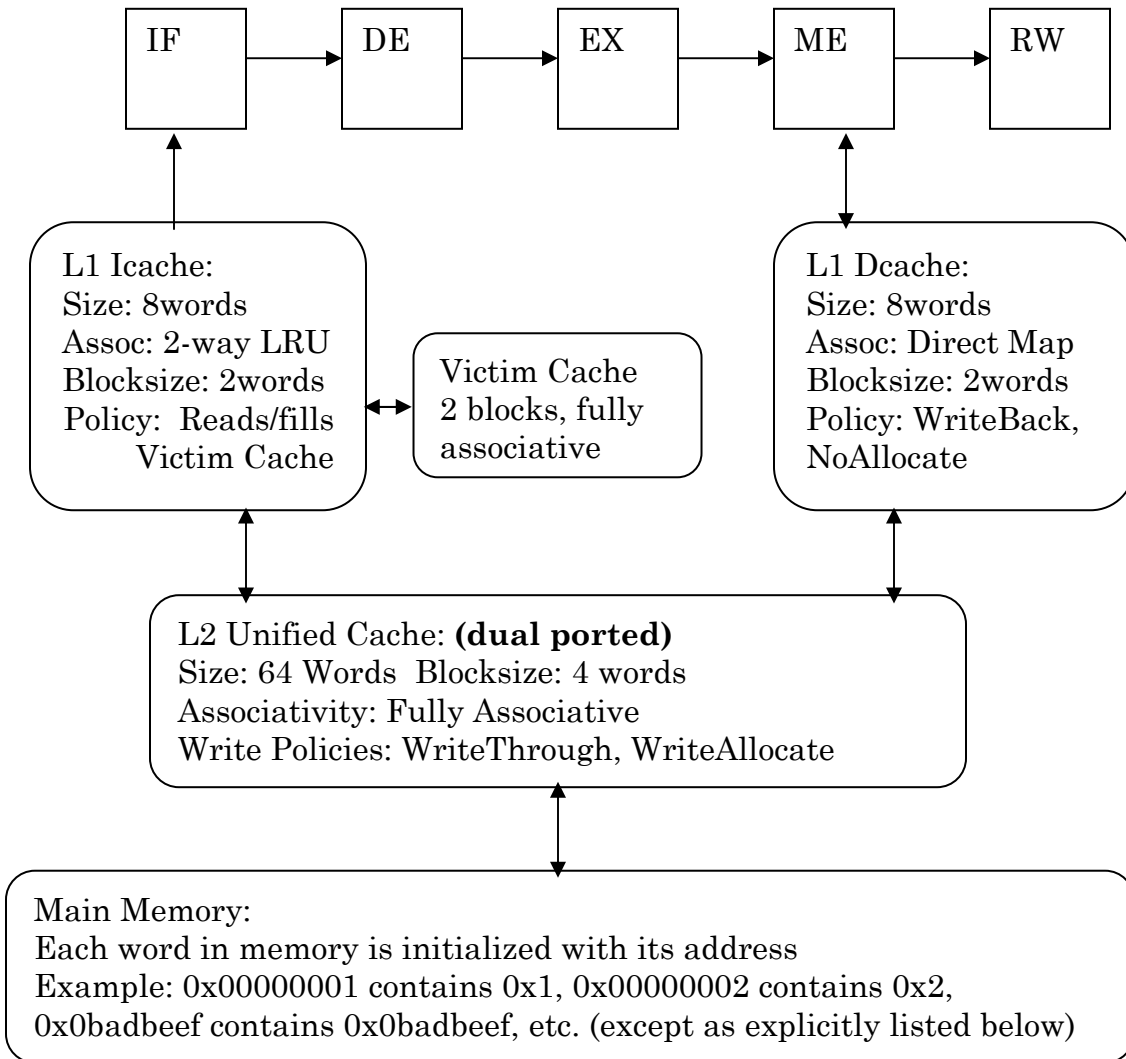 IF
DE
EX
ME
RW
L1 Icache:
Size: 8words
Assoc: 2-way LRU
Blocksize: 2words
Policy: Reads/fills
Victim Cache
Victim Cache
2 blocks, fully
associative
L1 Dcache:
Size: 8words
Assoc: Direct Map
Blocksize: 2words
Policy: WriteBack,
NoAllocate
L2 Unified Cache: (dual ported)
Size: 64 Words Blocksize: 4 words
Associativity: Fully Associative
Write Policies: WriteThrough, WriteAllocate
Main Memory:
Each word in memory is initialized with its address
Example: 0x00000001 contains 0x1, 0x00000002 contains 0x2,
0x0badbeef contains 0x0badbeef, etc. (except as explicitly listed below)